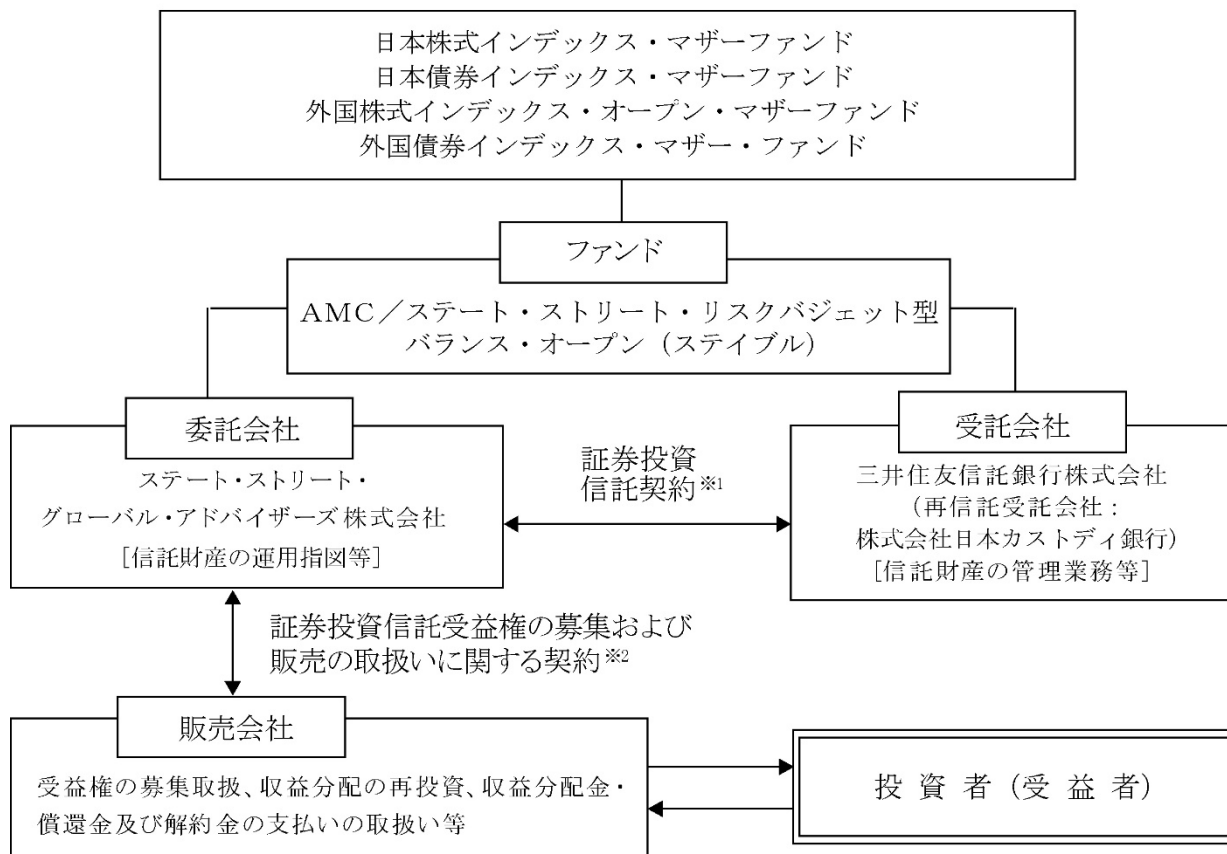 日本株式インデックス・マザーファンド
日本債券インデックス・マザーファンド
外国株式インデックス・オープン・マザーファンド
外国債券インデックス・マザー・ファンド
ファンド
AMC／ステート・ストリート・リスクバジェット型
バランス・オープン（ステイブル）
委託会社
ステート・ストリート・
グローバル・アドバイザーズ株式会社
［信託財産の運用指図等］
証券投資
信託契約※1
受託会社
三井住友信託銀行株式会社
（再信託受託会社：
株式会社日本カストディ銀行）
［信託財産の管理業務等］
証券投資信託受益権の募集および
販売の取扱いに関する契約※2
販売会社
受益権の募集取扱、収益分配の再投資、収益分配金・
償還金及び解約金の支払いの取扱い等
投資者（受益者）